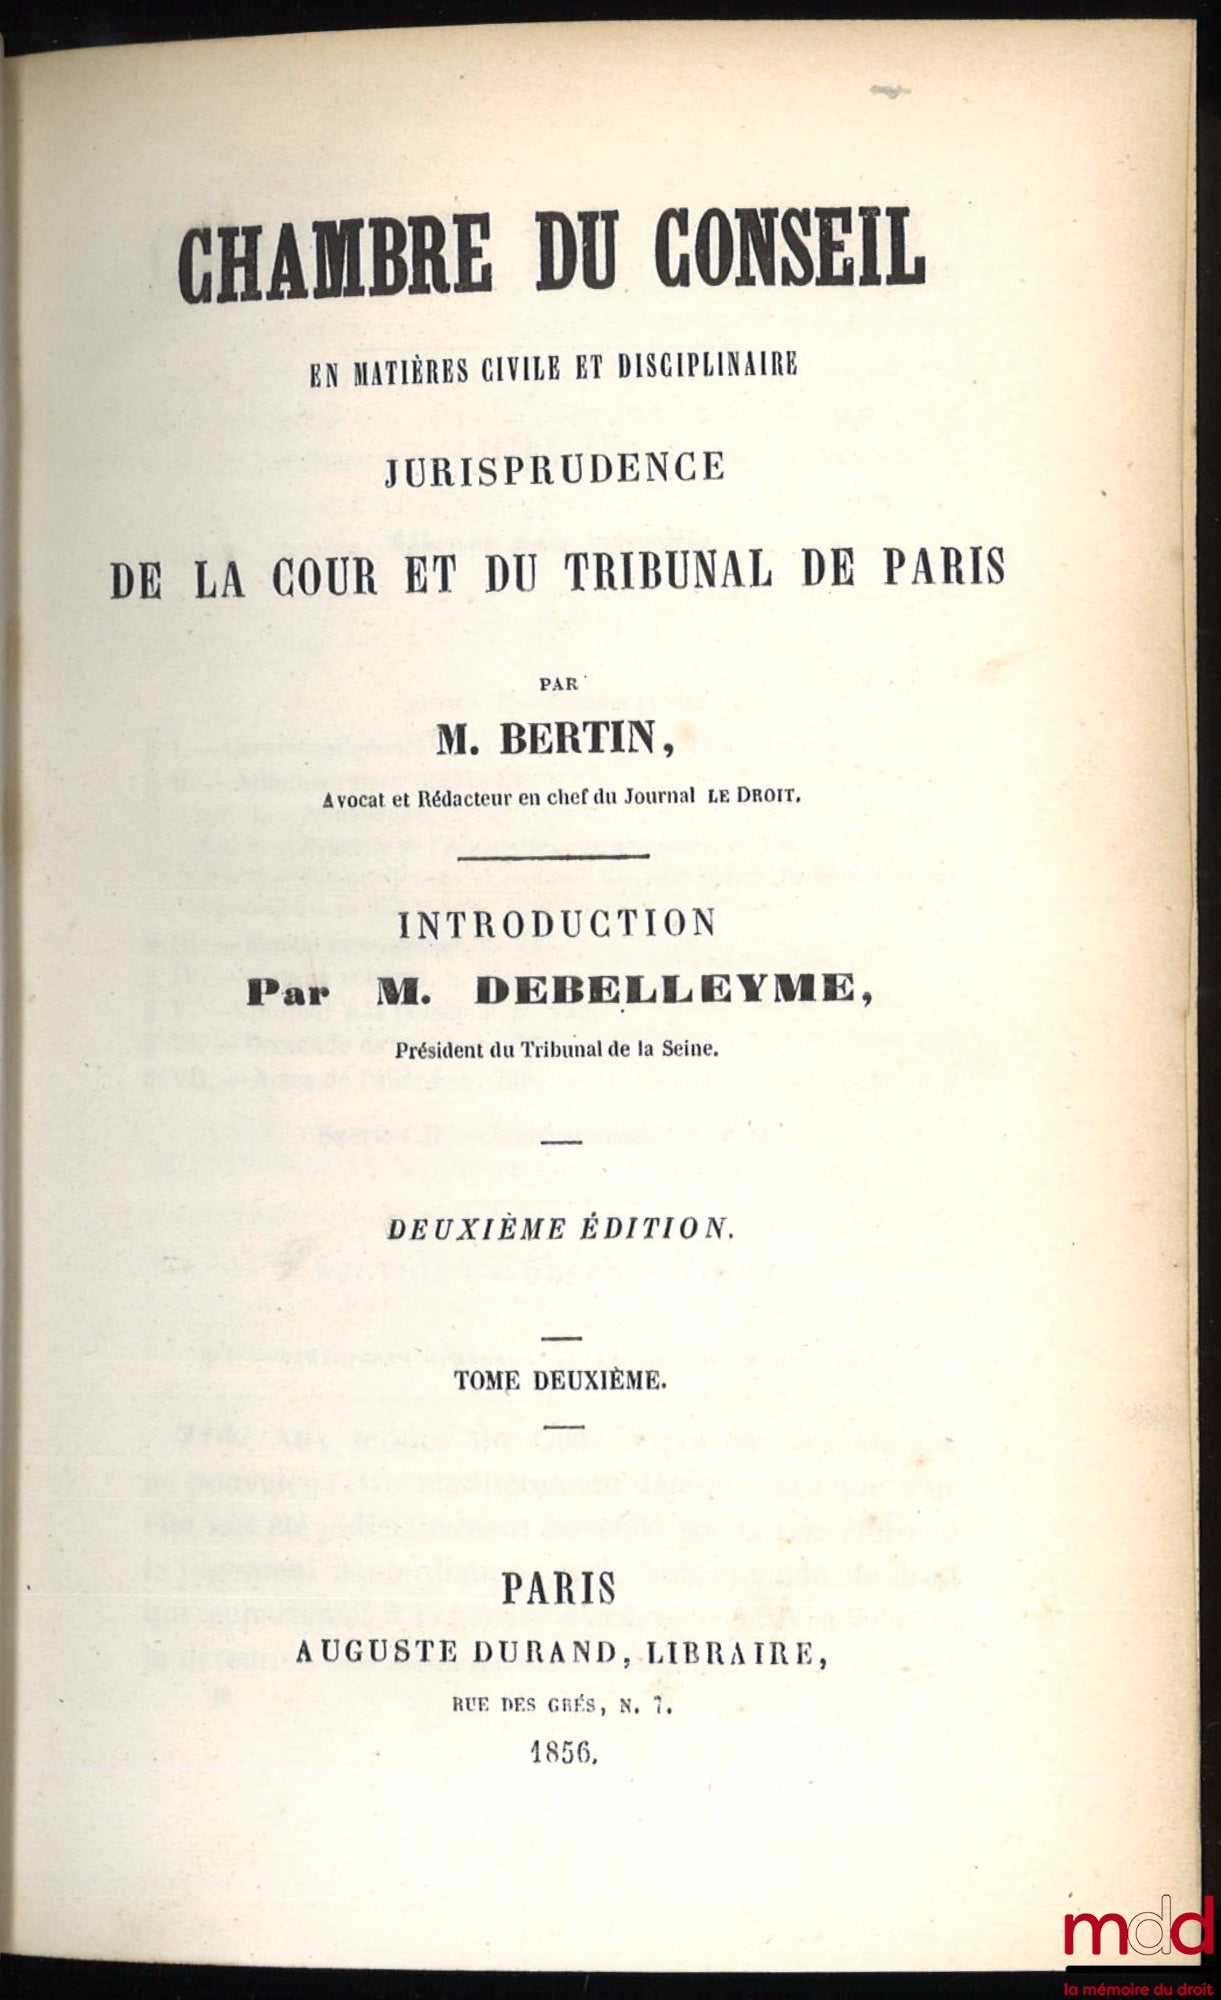 CHAMBRE DU CONSEIL
EN MATIÈRES CIVILE ET DISCIPLINAIRE
JURISPRUDENCE
DE LA COUR ET DU TRIBUNAL DE PARIS
PAR
M. BERTIN,
Avocat et Rédacteur en chef du Journal LE DROIT.
INTRODUCTION
Par M. DEBELLEYME,
Président du Tribunal de la Seine.
DEUXIÈME ÉDITION.
TOME DEUXIÈME.
PARIS
AUGUSTE DURAND, LIBRAIRE,
RUE DES GRÉS, N. 7.
1856.
mdd
la mémoire du droit